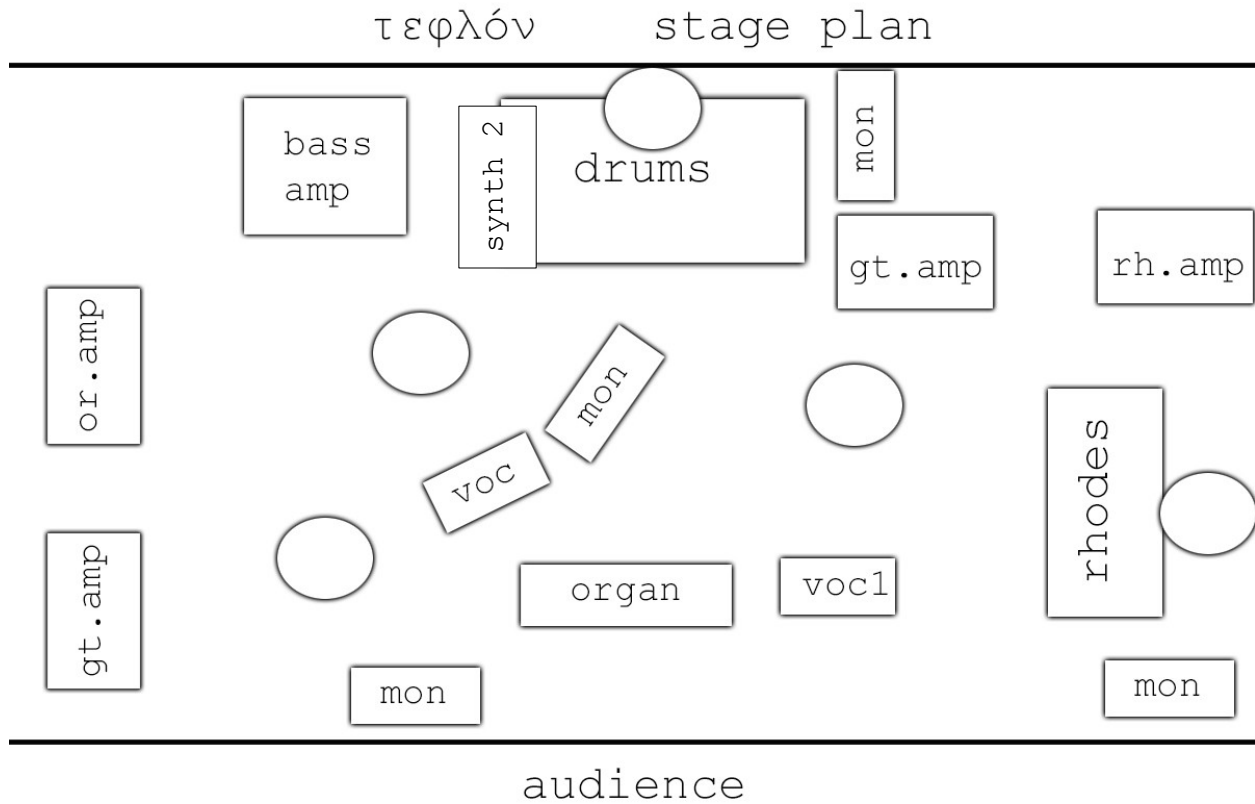 τεφλόν stage plan
bass
amp
synth 2
drums
mon
gt.amp
rh.amp
or.amp
mon
voc
rhodes
gt.amp
organ
voc1
mon
mon
audience